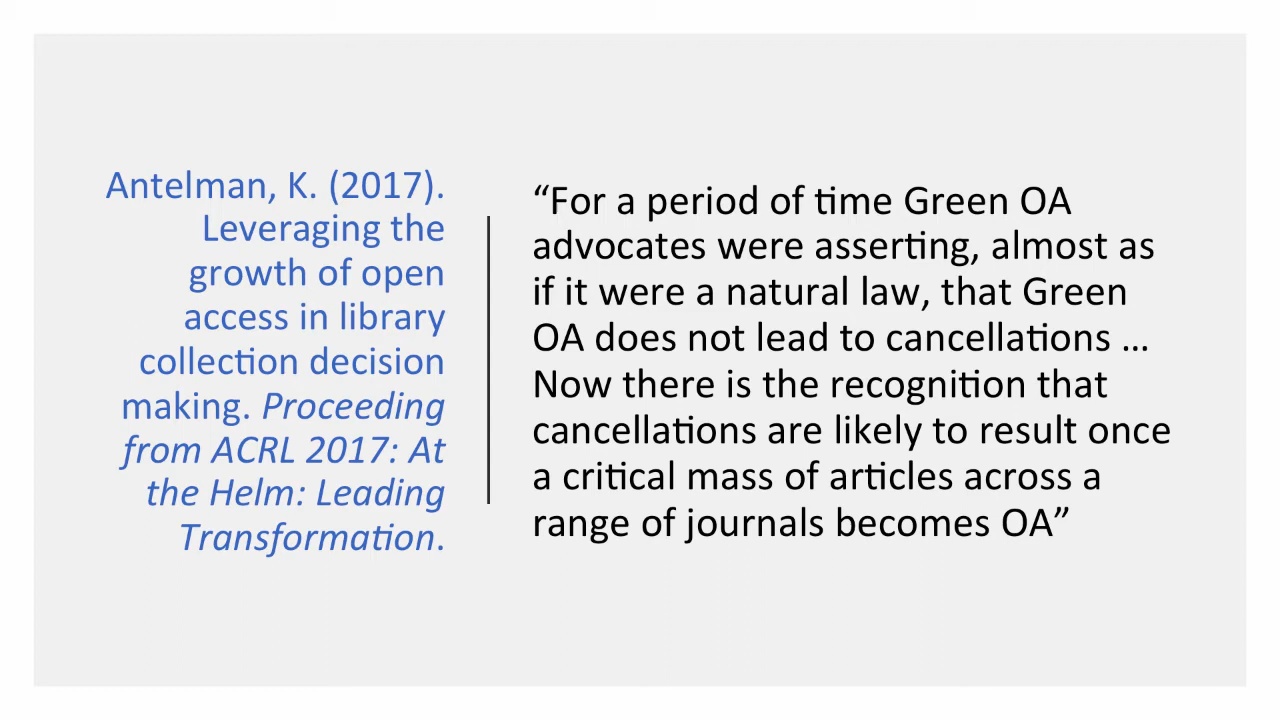 Antelman, K. (2017).
Leveraging the
growth of open
access in library
collection decision
making. Proceeding
from ACRL 2017: At
the Helm: Leading
Transformation.
“For a period of time Green OA
advocates were asserting, almost as
if it were a natural law, that Green
OA does not lead to cancellations …
Now there is the recognition that
cancellations are likely to result once
a critical mass of articles across a
range of journals becomes OA”